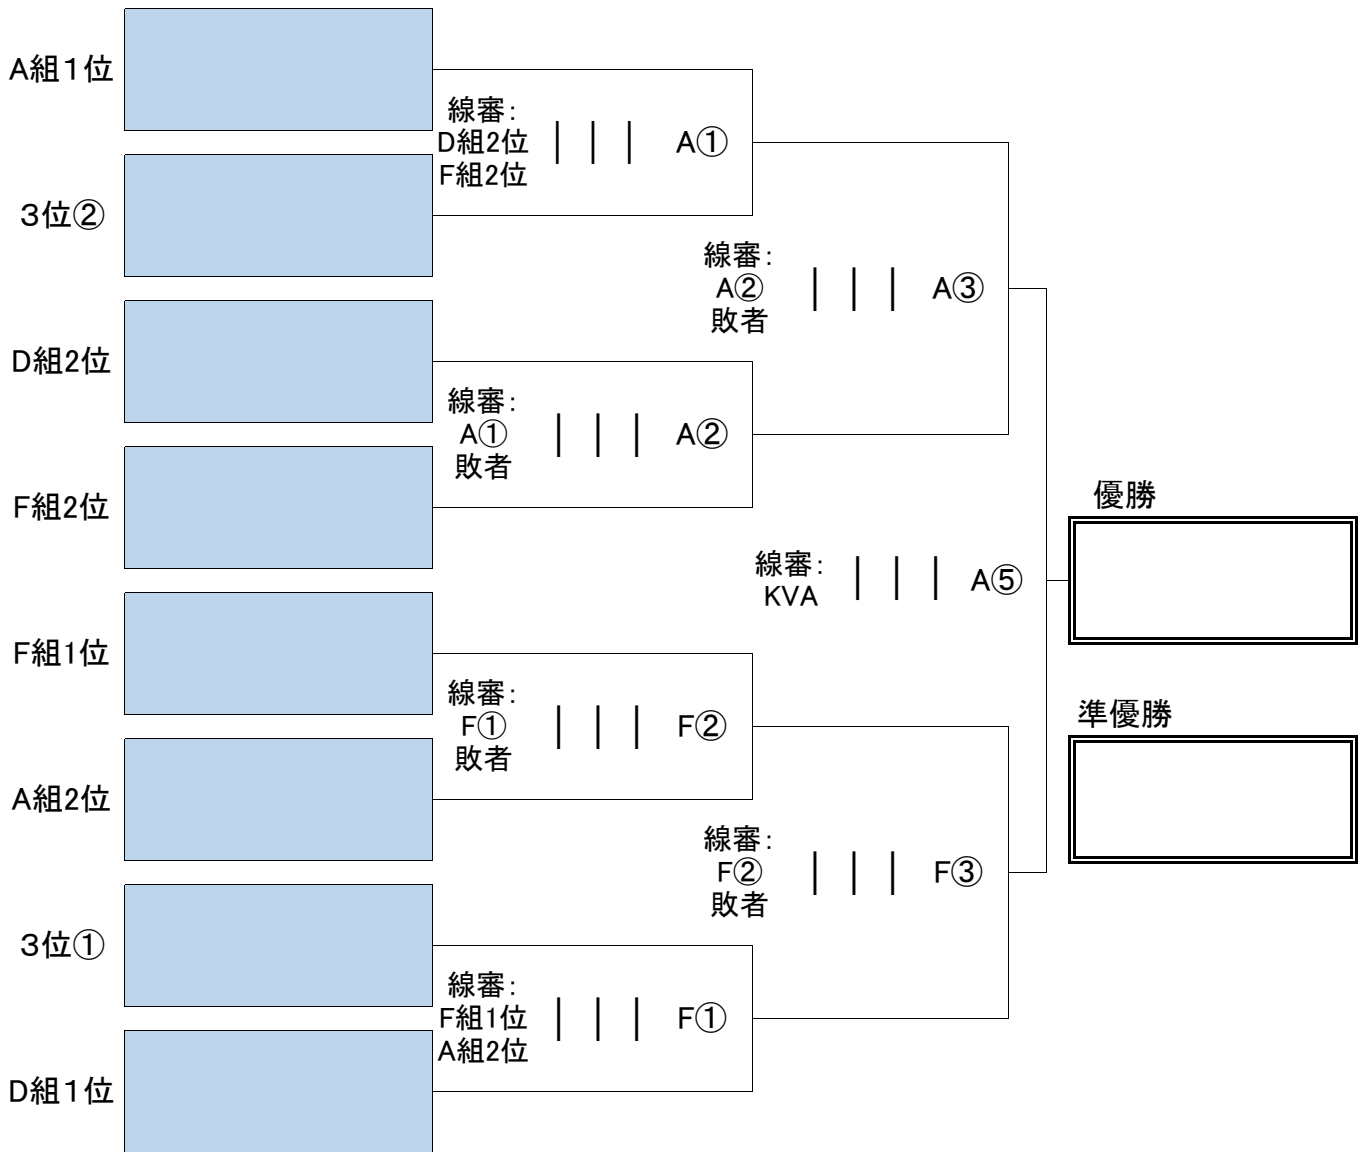 A組１位
線審：
D組2位
F組2位
| | |
A①
３位②
線審：
A②
敗者
| | |
A③
D組2位
線審：
A①
敗者
| | |
A②
F組2位
優勝
線審：
KVA
| | |
A⑤
F組1位
線審：
F①
敗者
| | |
F②
準優勝
A組2位
線審：
F②
敗者
| | |
F③
３位①
線審：
F組1位
A組2位
| | |
F①
D組１位